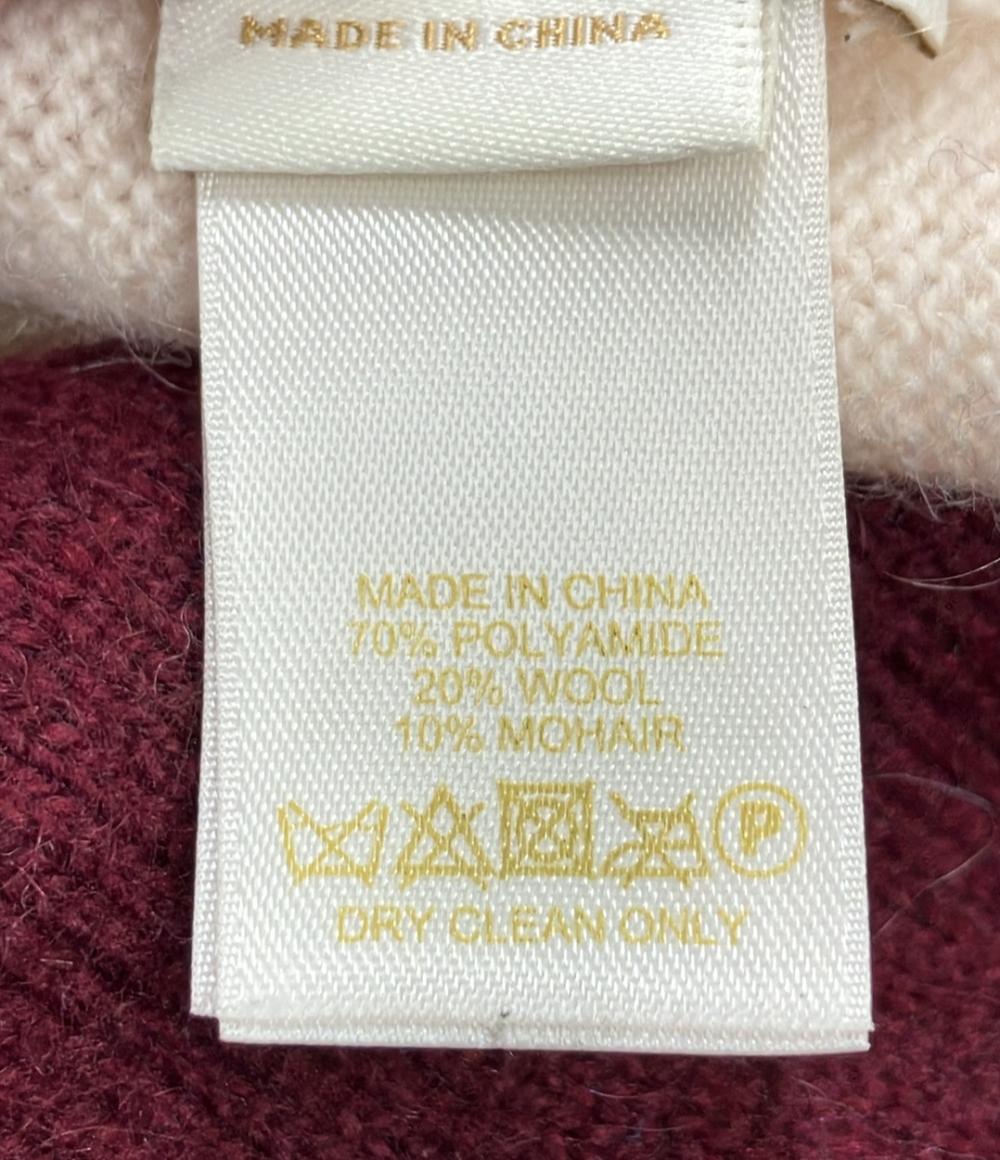 MADE IN CHINA
MADE IN CHINA
70% POLYAMIDE
20% WOOL
10% MOHAIR
P
DRY CLEAN ONLY